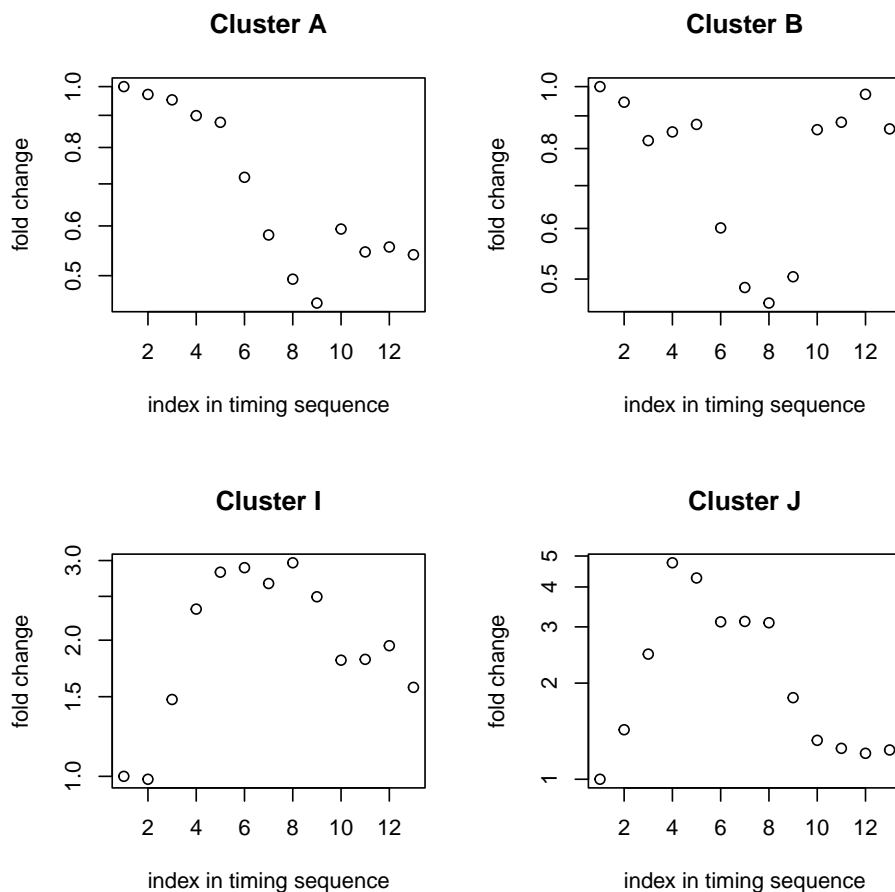 Cluster A
fold change
1.0
0.8
0.6
0.5
2 4 6 8 10 12
index in timing sequence
Cluster B
fold change
1.0
0.8
0.6
0.5
2 4 6 8 10 12
index in timing sequence
Cluster I
fold change
3.0
2.0
1.5
1.0
2 4 6 8 10 12
index in timing sequence
Cluster J
fold change
5
4
3
2
1
2 4 6 8 10 12
index in timing sequence